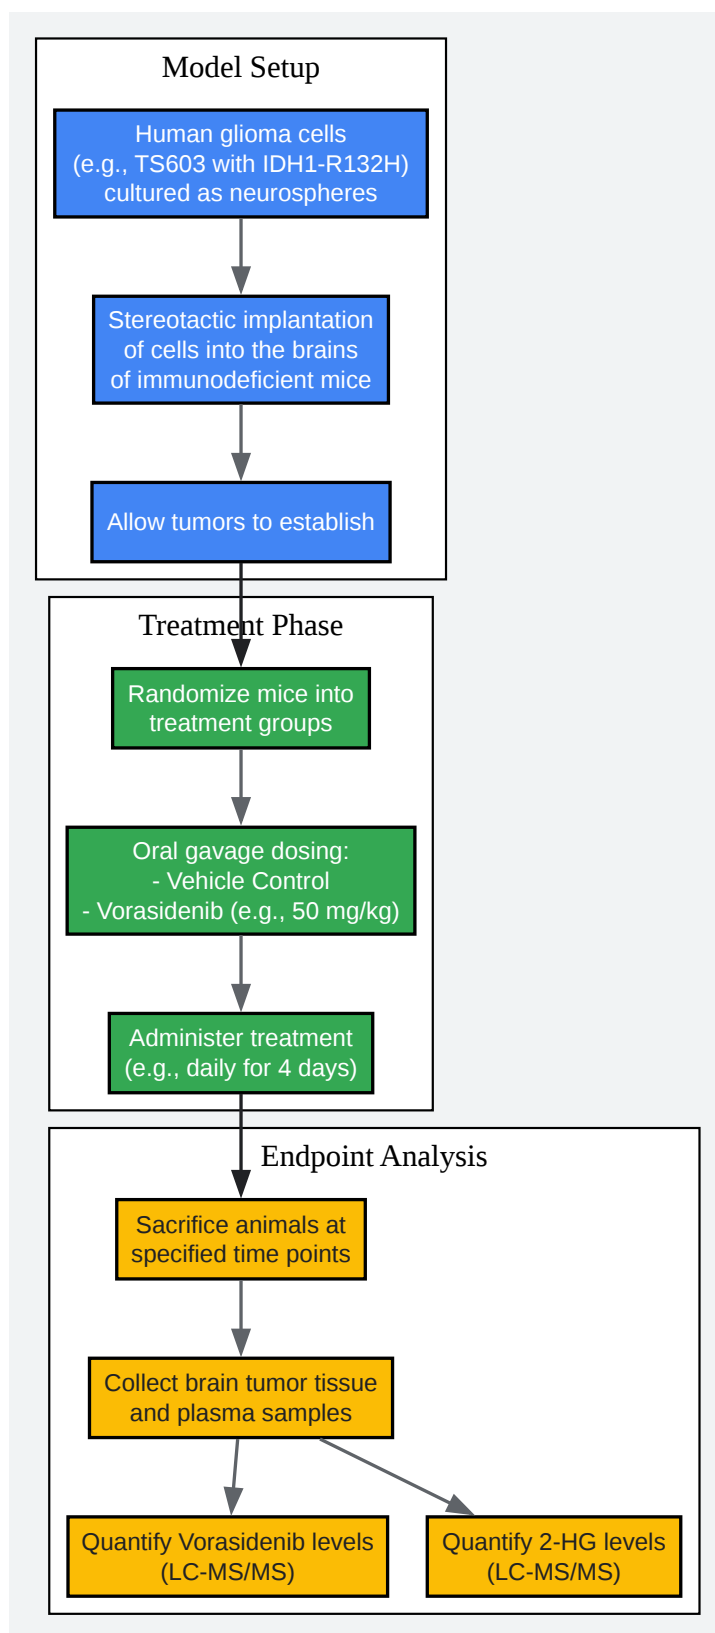 Model Setup
Human glioma cells
(e.g., TS603 with IDH1-R132H)
cultured as neurospheres
Stereotactic implantation
of cells into the brains
of immunodeficient mice
Allow tumors to establish
Treatment Phase
Randomize mice into
treatment groups
Oral gavage dosing:
- Vehicle Control
- Vorasidenib (e.g., 50 mg/kg)
Administer treatment
(e.g., daily for 4 days)
Endpoint Analysis
Sacrifice animals at
specified time points
Collect brain tumor tissue
and plasma samples
Quantify Vorasidenib levels
(LC-MS/MS)
Quantify 2-HG levels
(LC-MS/MS)